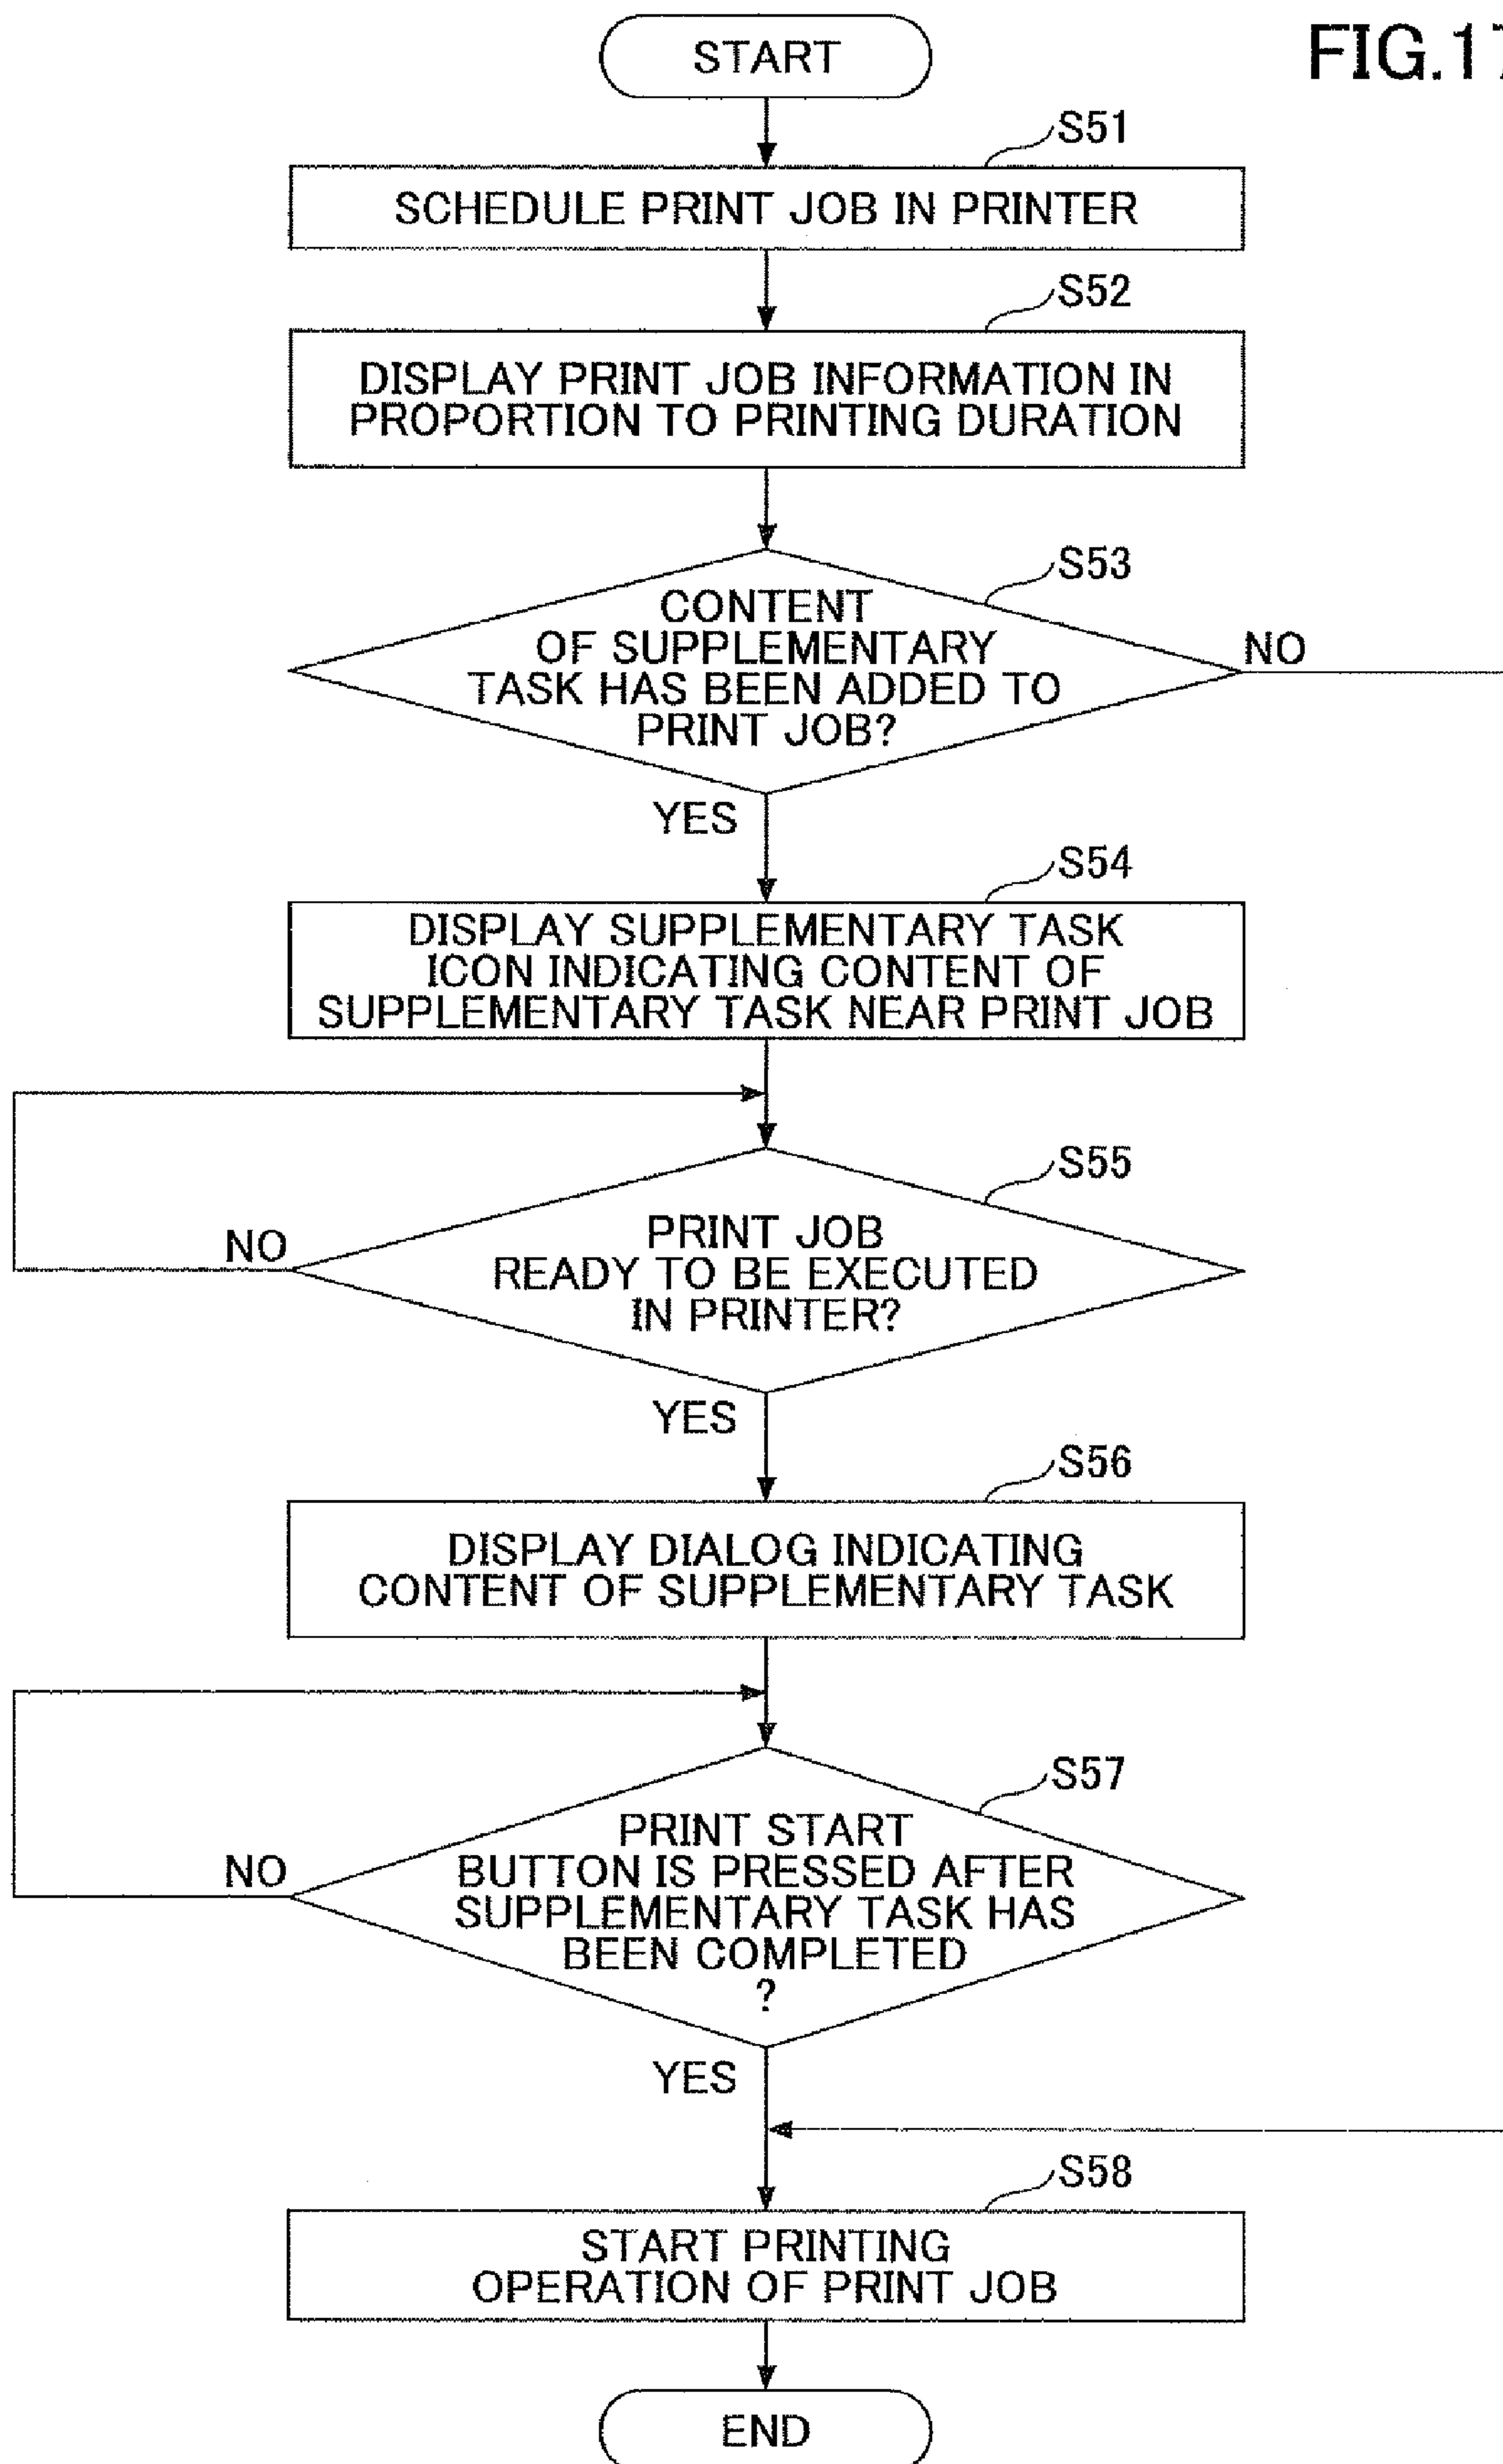 START
FIG.17
S51
SCHEDULE PRINT JOB IN PRINTER
S52
DISPLAY PRINT JOB INFORMATION IN
PROPORTION TO PRINTING DURATION
S53
CONTENT
OF SUPPLEMENTARY
TASK HAS BEEN ADDED TO
PRINT JOB?
NO
YES
S54
DISPLAY SUPPLEMENTARY TASK
ICON INDICATING CONTENT OF
SUPPLEMENTARY TASK NEAR PRINT JOB
S55
PRINT JOB
READY TO BE EXECUTED
IN PRINTER?
NO
YES
S56
DISPLAY DIALOG INDICATING
CONTENT OF SUPPLEMENTARY TASK
S57
PRINT START
BUTTON IS PRESSED AFTER
SUPPLEMENTARY TASK HAS
BEEN COMPLETED
?
NO
YES
S58
START PRINTING
OPERATION OF PRINT JOB
END